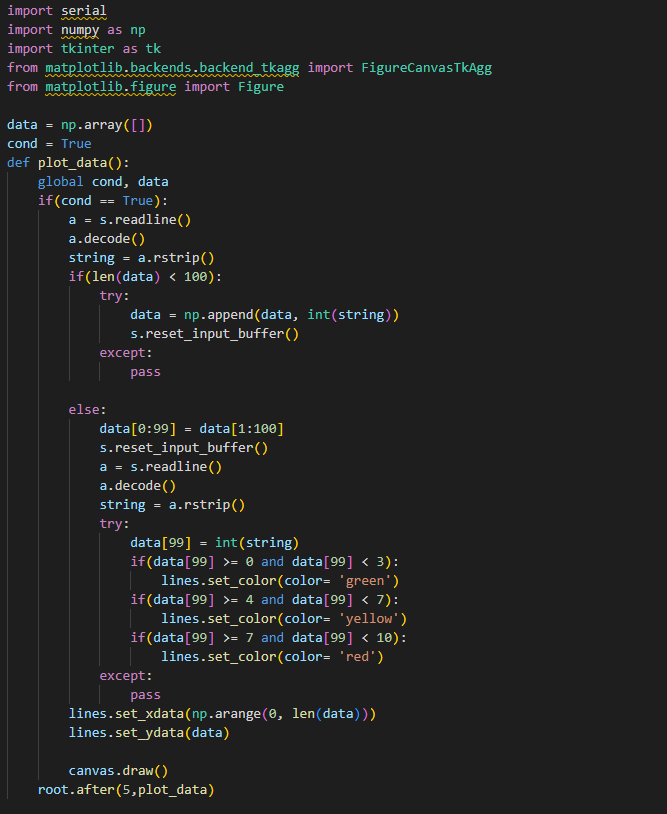 import serial
import numpy as np
import tkinter as tk
from matplotlib.backends.backend_tkagg import FigureCanvasTkAgg
from matplotlib.figure import Figure

data = np.array([])
cond = True
def plot_data():
    global cond, data
    if(cond == True):
        a = s.readline()
        a.decode()
        string = a.rstrip()
        if(len(data) < 100):
            try:
                data = np.append(data, int(string))
                s.reset_input_buffer()
            except:
                pass

        else:
            data[0:99] = data[1:100]
            s.reset_input_buffer()
            a = s.readline()
            a.decode()
            string = a.rstrip()
            try:
                data[99] = int(string)
                if(data[99] >= 0 and data[99] < 3):
                    lines.set_color(color= 'green')
                if(data[99] >= 4 and data[99] < 7):
                    lines.set_color(color= 'yellow')
                if(data[99] >= 7 and data[99] < 10):
                    lines.set_color(color= 'red')
            except:
                pass
        lines.set_xdata(np.arange(0, len(data)))
        lines.set_ydata(data)

        canvas.draw()
    root.after(5,plot_data)